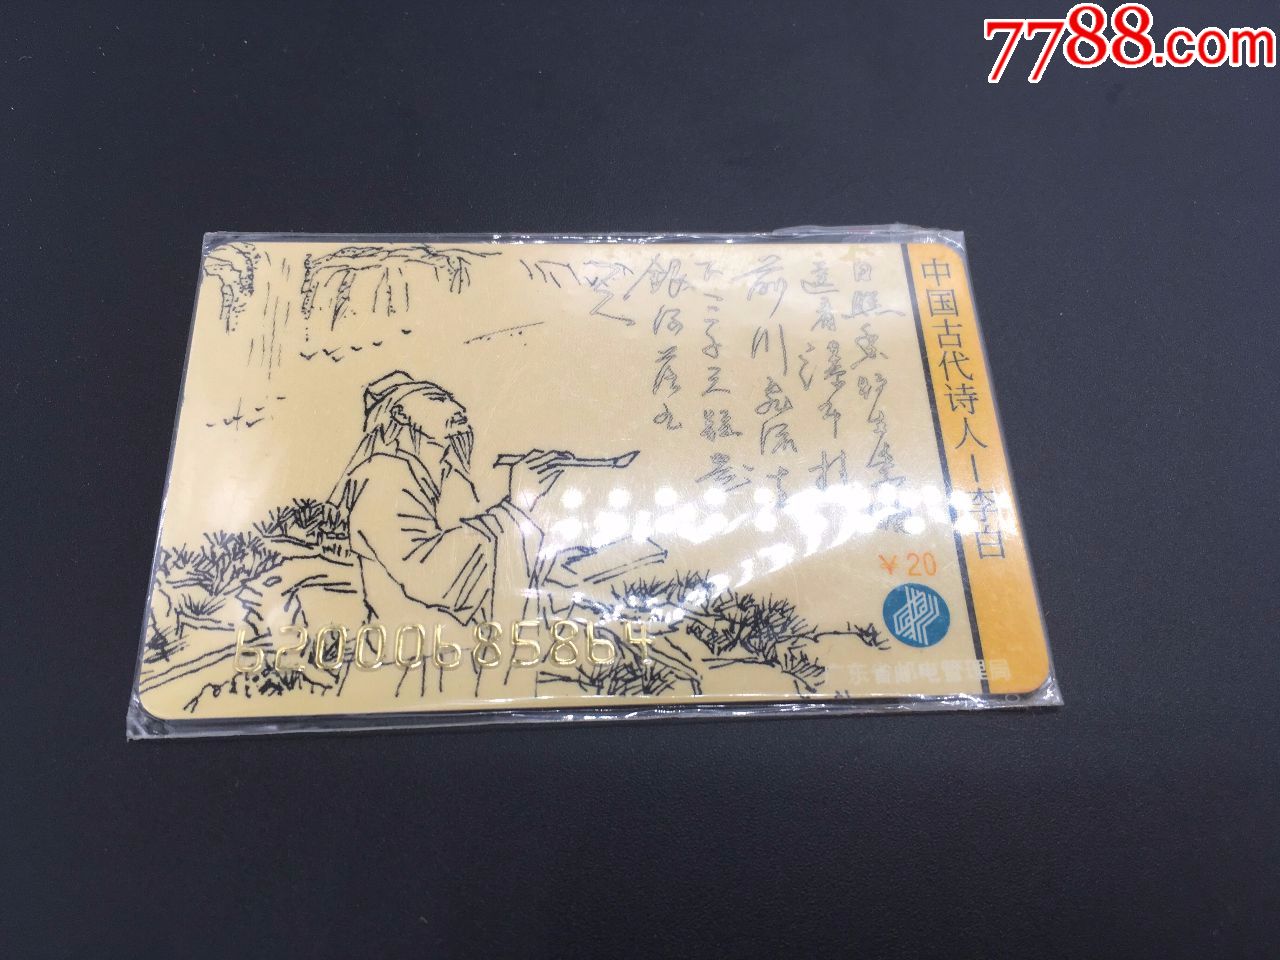 7788.com
中国古代诗人—李白
日照香炉生紫烟
遥看瀑布挂
前川飞流直
下三千尺疑是
銀河落九
天
¥20
620000685864
广东省邮电管理局